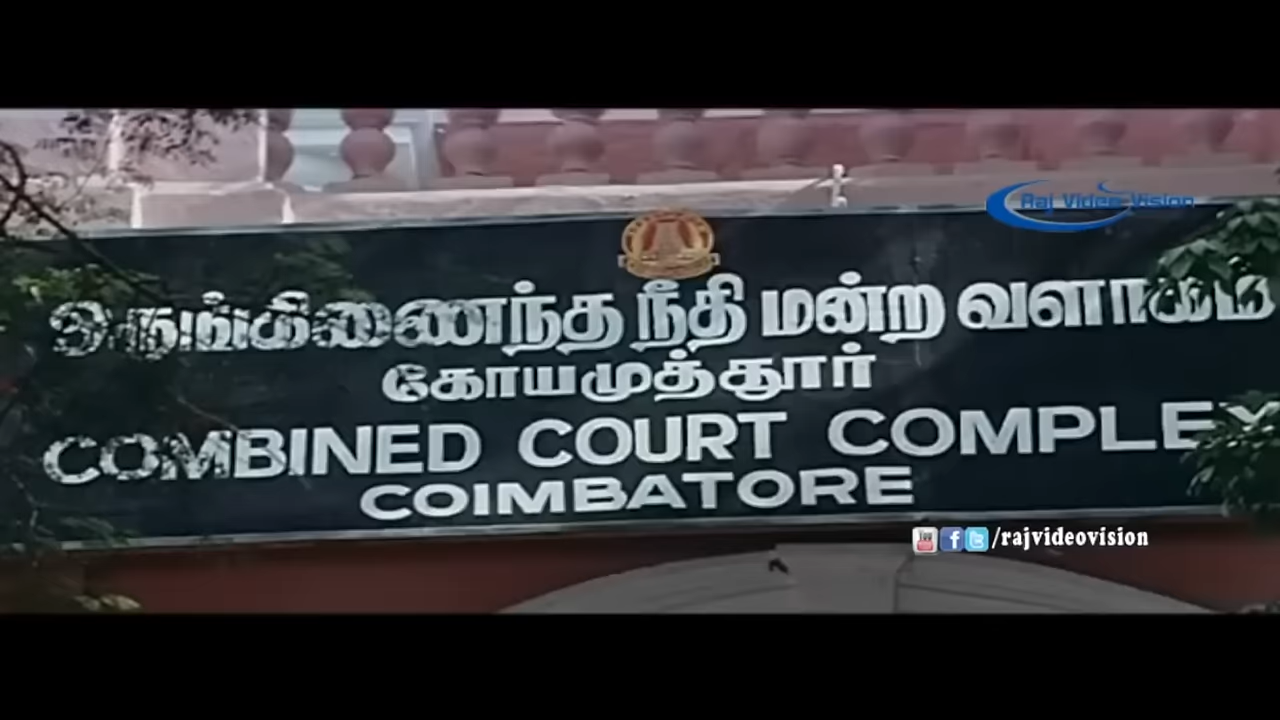 Raj Video Vision
ஒருங்கிணைந்த நீதி மன்ற வளாகம்
கோயமுத்தூர்
COMBINED COURT COMPLEX
COIMBATORE
/rajvideovision